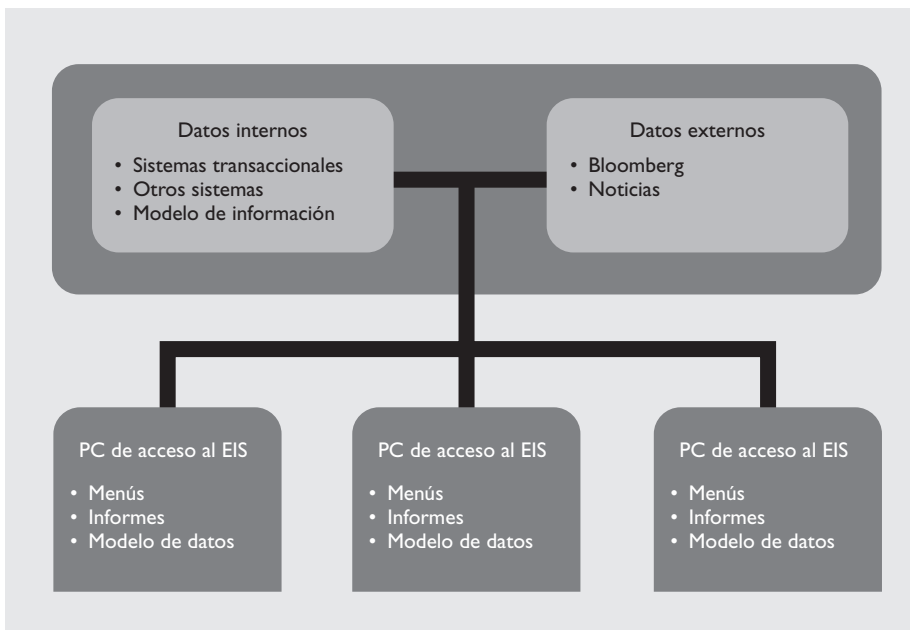 Datos internos
• Sistemas transaccionales
• Otros sistemas
• Modelo de información
Datos externos
• Bloomberg
• Noticias
PC de acceso al EIS
• Menús
• Informes
• Modelo de datos
PC de acceso al EIS
• Menús
• Informes
• Modelo de datos
PC de acceso al EIS
• Menús
• Informes
• Modelo de datos